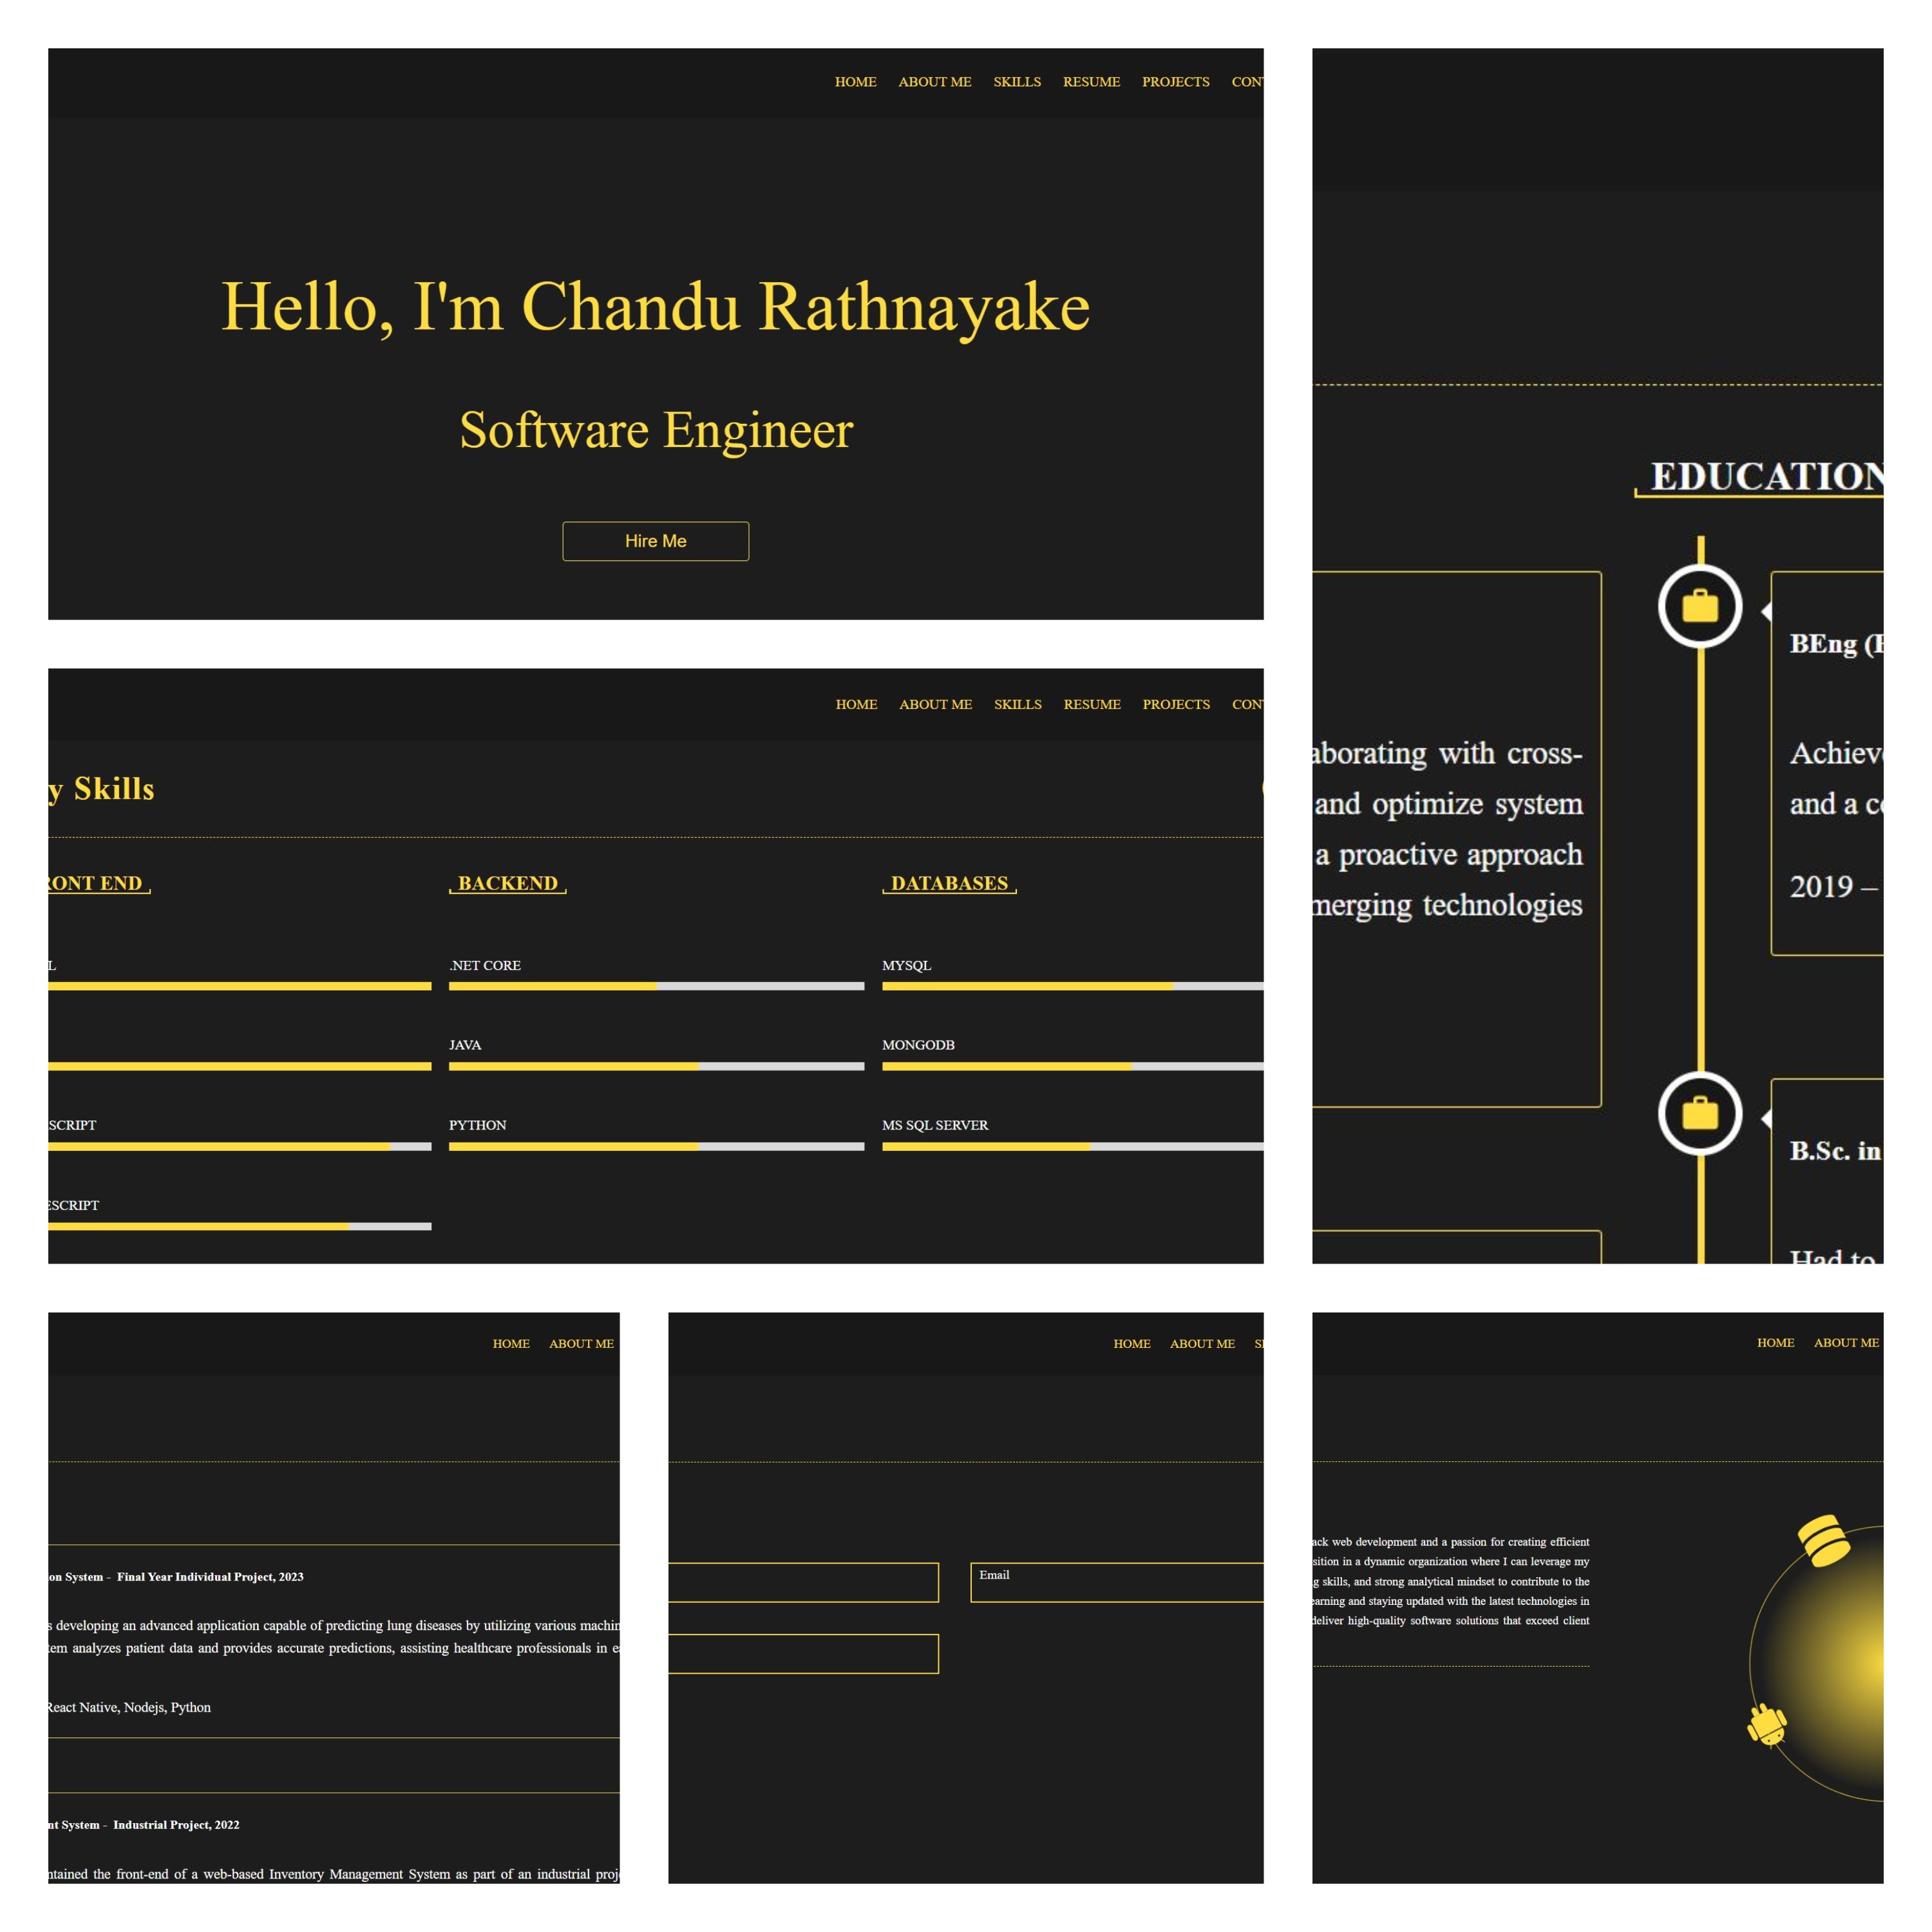 HOME ABOUT ME SKILLS RESUME PROJECTS CON
Hello, I'm Chandu Rathnayake
Software Engineer
Hire Me
EDUCATION
BEng (
Achiev
and a c
2019 –
B.Sc. in
Had to
aborating with cross-
and optimize system
a proactive approach
merging technologies
HOME ABOUT ME SKILLS RESUME PROJECTS CON
y Skills
RONT END
L
SCRIPT
ESCRIPT
BACKEND
.NET CORE
JAVA
PYTHON
DATABASES
MYSQL
MONGODB
MS SQL SERVER
HOME ABOUT ME
on System - Final Year Individual Project, 2023
s developing an advanced application capable of predicting lung diseases by utilizing various machin
tem analyzes patient data and provides accurate predictions, assisting healthcare professionals in e
React Native, Nodejs, Python
nt System - Industrial Project, 2022
ntained the front-end of a web-based Inventory Management System as part of an industrial proj
HOME ABOUT ME S
Email
HOME ABOUT ME
ack web development and a passion for creating efficient
sition in a dynamic organization where I can leverage my
g skills, and strong analytical mindset to contribute to the
earning and staying updated with the latest technologies in
deliver high-quality software solutions that exceed client